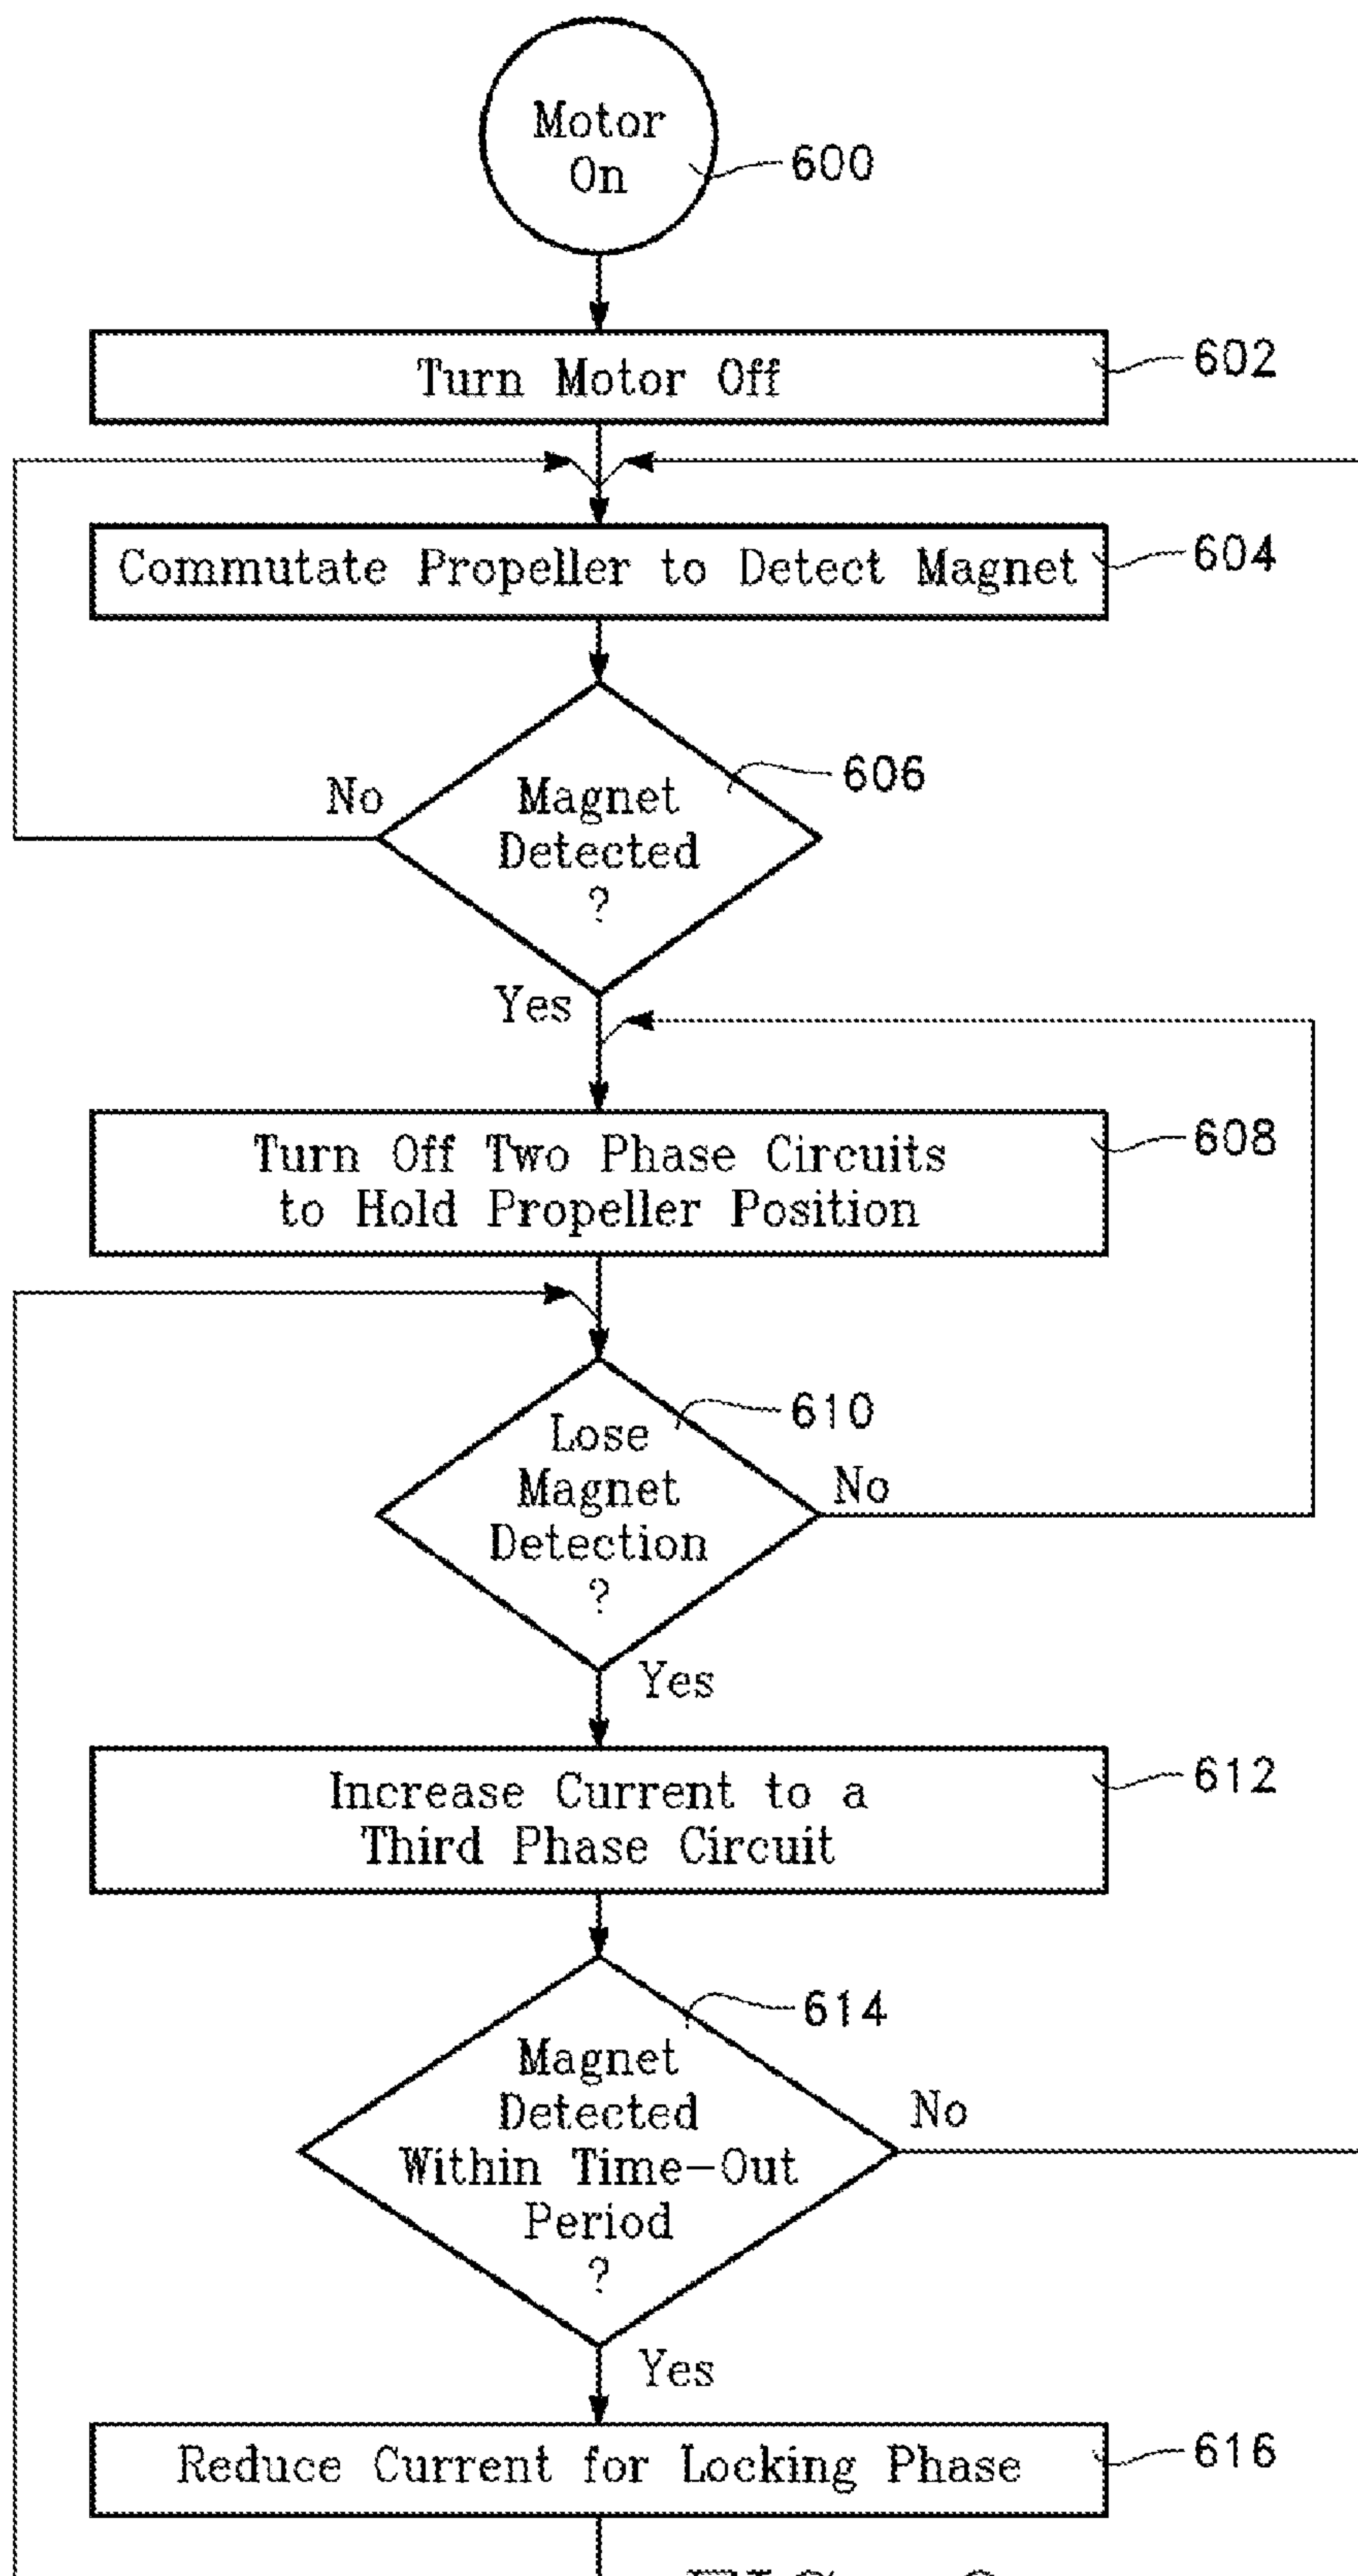 Motor
On
600
Turn Motor Off
602
Commutate Propeller to Detect Magnet
604
606
No
Magnet
Detected
?
Yes
Turn Off Two Phase Circuits
to Hold Propeller Position
608
610
Lose
Magnet
Detection
?
No
Yes
Increase Current to a
Third Phase Circuit
612
614
Magnet
Detected
Within Time-Out
Period
?
No
Yes
Reduce Current for Locking Phase
616